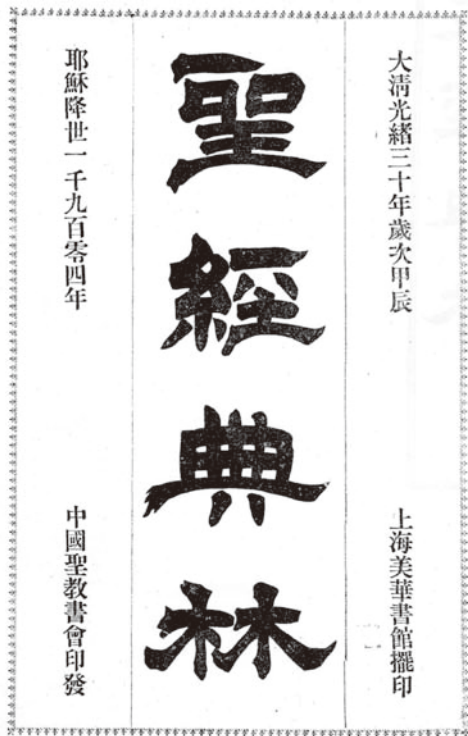 大清光緒三十年歲次甲辰
上海美華書館擺印
聖經典林
耶穌降世一千九百零四年
中國聖教書會印發